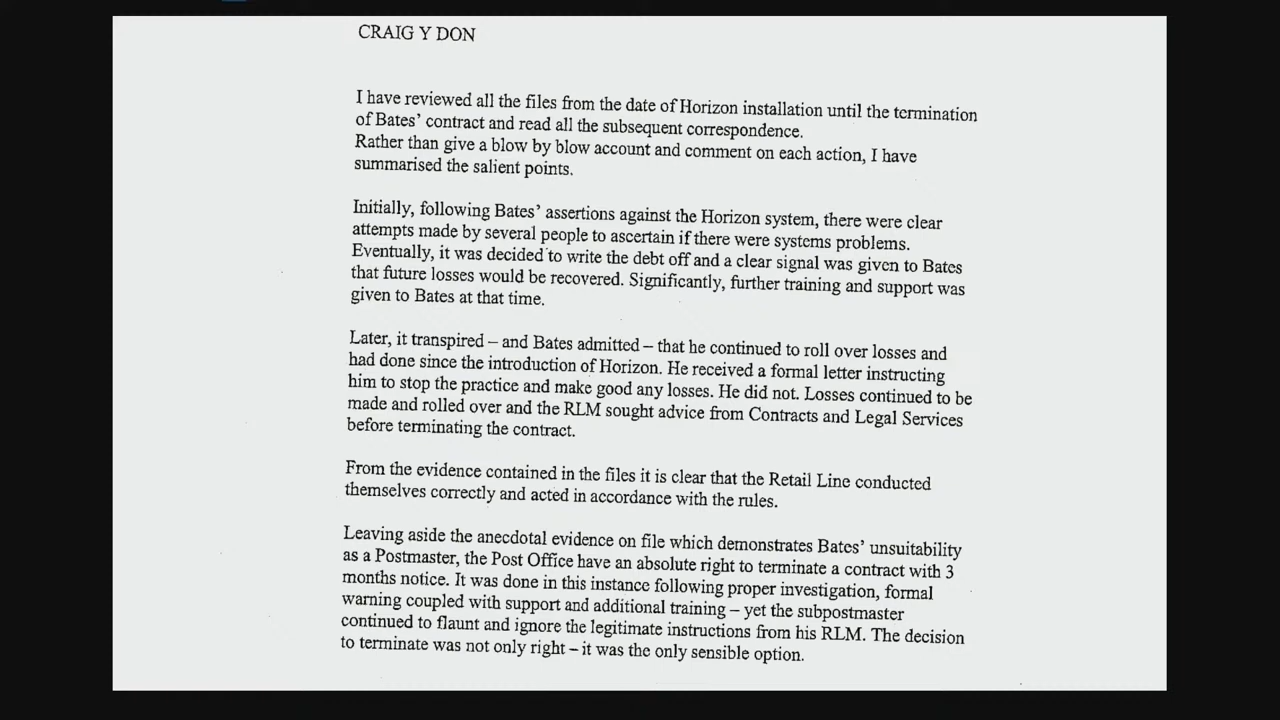 CRAIG Y DON
I have reviewed all the files from the date of Horizon installation until the termination
of Bates' contract and read all the subsequent correspondence.
Rather than give a blow by blow account and comment on each action, I have
summarised the salient points.
Initially, following Bates' assertions against the Horizon system, there were clear
attempts made by several people to ascertain if there were systems problems.
Eventually, it was decided to write the debt off and a clear signal was given to Bates
that future losses would be recovered. Significantly, further training and support was
given to Bates at that time.
Later, it transpired – and Bates admitted – that he continued to roll over losses and
had done since the introduction of Horizon. He received a formal letter instructing
him to stop the practice and make good any losses. He did not. Losses continued to be
made and rolled over and the RLM sought advice from Contracts and Legal Services
before terminating the contract.
From the evidence contained in the files it is clear that the Retail Line conducted
themselves correctly and acted in accordance with the rules.
Leaving aside the anecdotal evidence on file which demonstrates Bates' unsuitability
as a Postmaster, the Post Office have an absolute right to terminate a contract with 3
months notice. It was done in this instance following proper investigation, formal
warning coupled with support and additional training – yet the subpostmaster
continued to flaunt and ignore the legitimate instructions from his RLM. The decision
to terminate was not only right – it was the only sensible option.